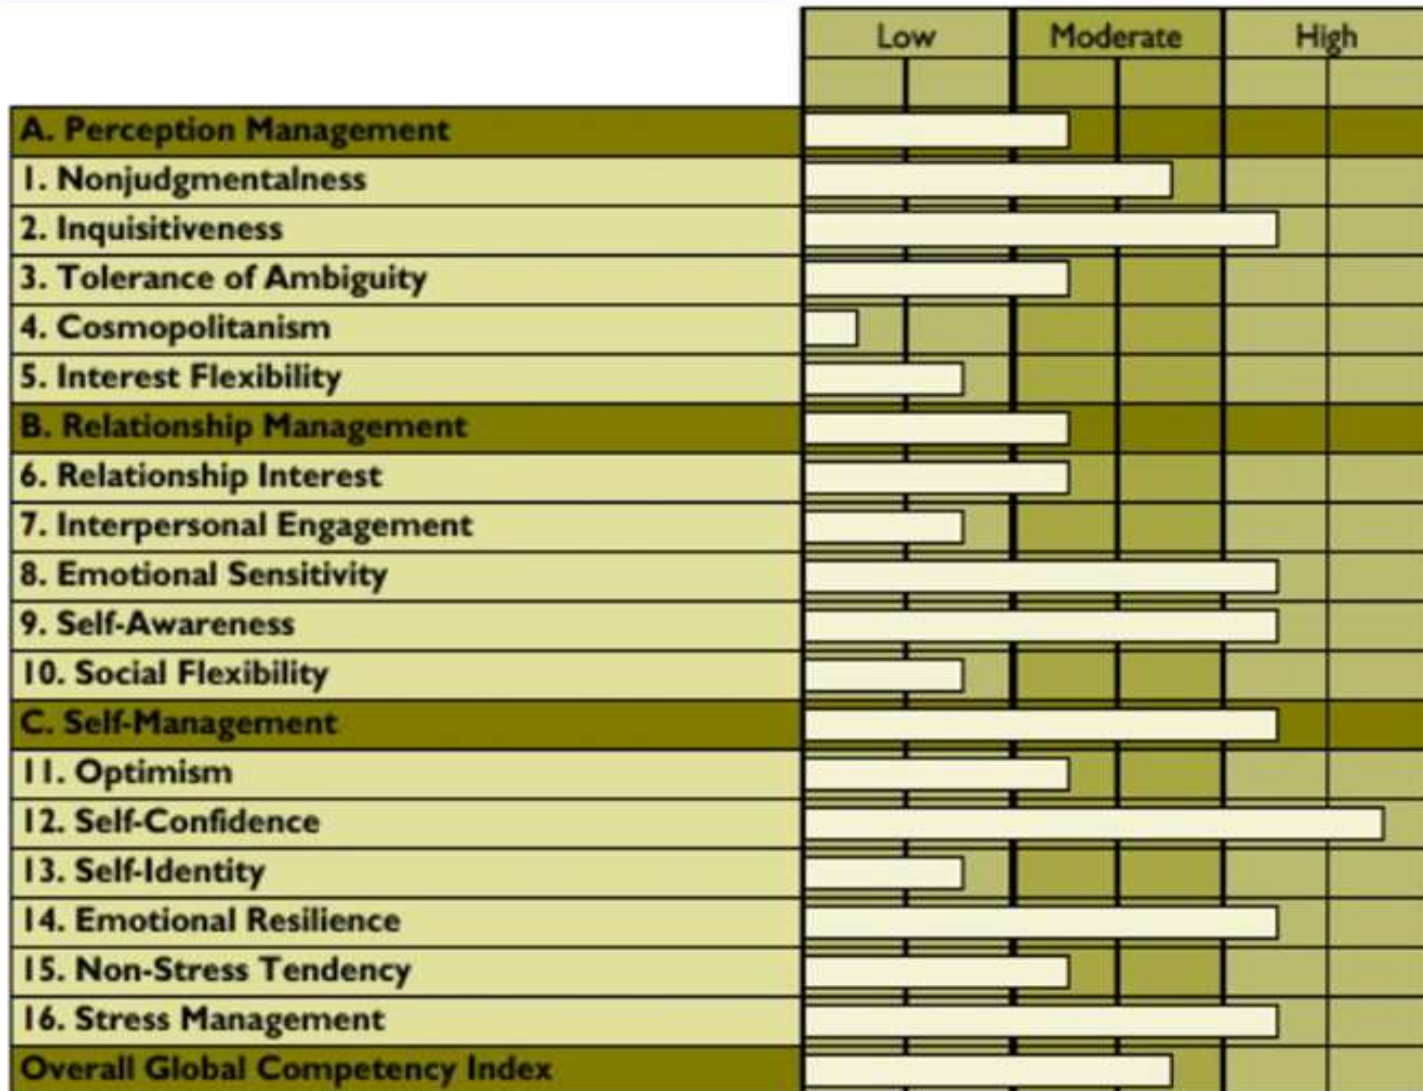 Low Moderate High
A. Perception Management
1. Nonjudgmentalness
2. Inquisitiveness
3. Tolerance of Ambiguity
4. Cosmopolitanism
5. Interest Flexibility
B. Relationship Management
6. Relationship Interest
7. Interpersonal Engagement
8. Emotional Sensitivity
9. Self-Awareness
10. Social Flexibility
C. Self-Management
11. Optimism
12. Self-Confidence
13. Self-Identity
14. Emotional Resilience
15. Non-Stress Tendency
16. Stress Management
Overall Global Competency Index